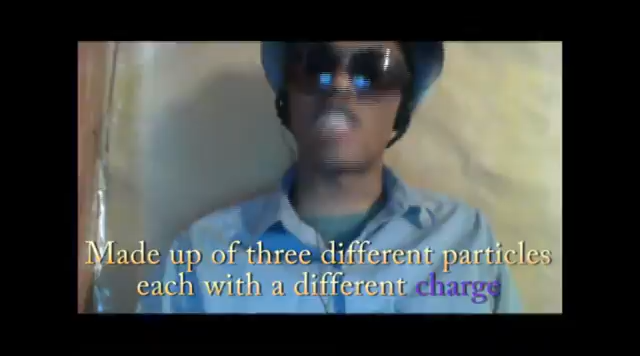 Made up of three different particles
each with a different charge